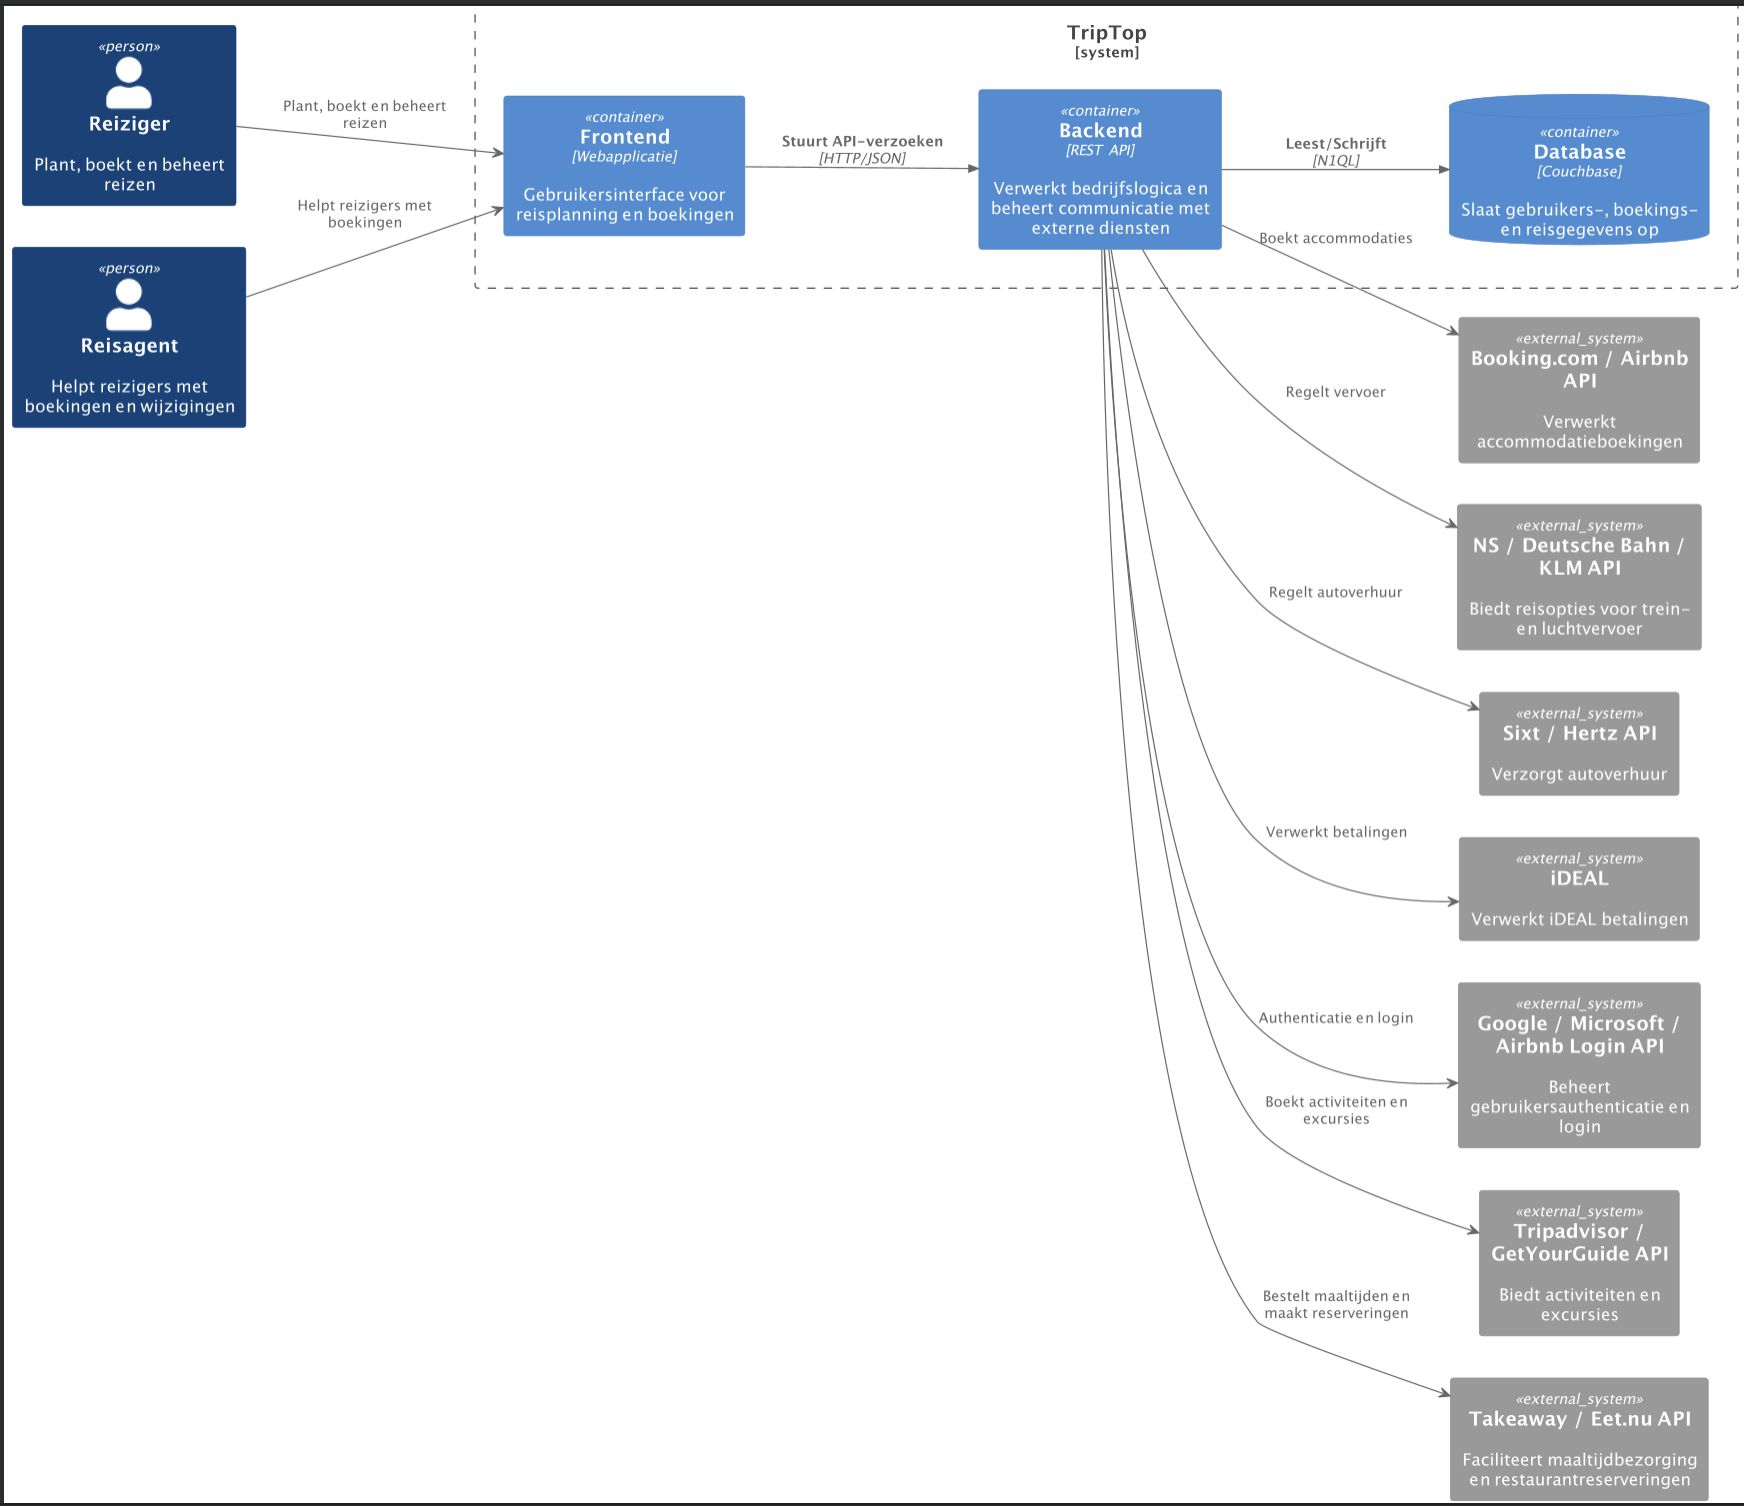 «person»
Reiziger
Plant, boekt en beheert
reizen
«person»
Reisagent
Helpt reizigers met
boekingen en wijzigingen
Plant, boekt en beheert
reizen
Helpt reizigers met
boekingen
TripTop
[system]
«container»
Frontend
[Webapplicatie]
Gebruikersinterface voor
reisplanning en boekingen
Stuurt API-verzoeken
[HTTP/JSON]
«container»
Backend
[REST API]
Verwerkt bedrijfslogica en
beheert communicatie met
externe diensten
Leest/Schrijft
[N1QL]
«container»
Database
[Couchbase]
Slaat gebruikers-, boekings-
en reisgegevens op
Boekt accommodaties
«external_system»
Booking.com / Airbnb
API
Verwerkt
accommodatieboekingen
Regelt vervoer
«external_system»
NS / Deutsche Bahn /
KLM API
Biedt reisopties voor trein-
en luchtvervoer
Regelt autoverhuur
«external_system»
Sixt / Hertz API
Verzorgt autoverhuur
Verwerkt betalingen
«external_system»
iDEAL
Verwerkt iDEAL betalingen
Authenticatie en login
«external_system»
Google / Microsoft /
Airbnb Login API
Beheert
gebruikersauthenticatie en
login
Boekt activiteiten en
excursies
«external_system»
Tripadvisor /
GetYourGuide API
Biedt activiteiten en
excursies
Bestelt maaltijden en
maakt reserveringen
«external_system»
Takeaway / Eet.nu API
Faciliteert maaltijdbezorging
en restaurantreserveringen